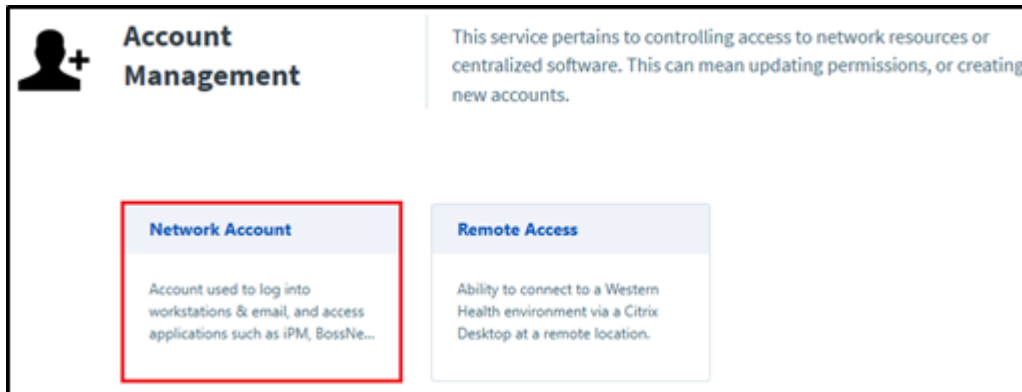 Account
Management
This service pertains to controlling access to network resources or
centralized software. This can mean updating permissions, or creating
new accounts.
Network Account
Account used to log into
workstations & email, and access
applications such as iPM, BossNe...
Remote Access
Ability to connect to a Western
Health environment via a Citrix
Desktop at a remote location.